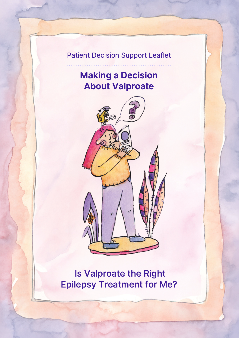 Patient Decision Support Leaflet
Making a Decision
About Valproate
?
Is Valproate the Right
Epilepsy Treatment for Me?